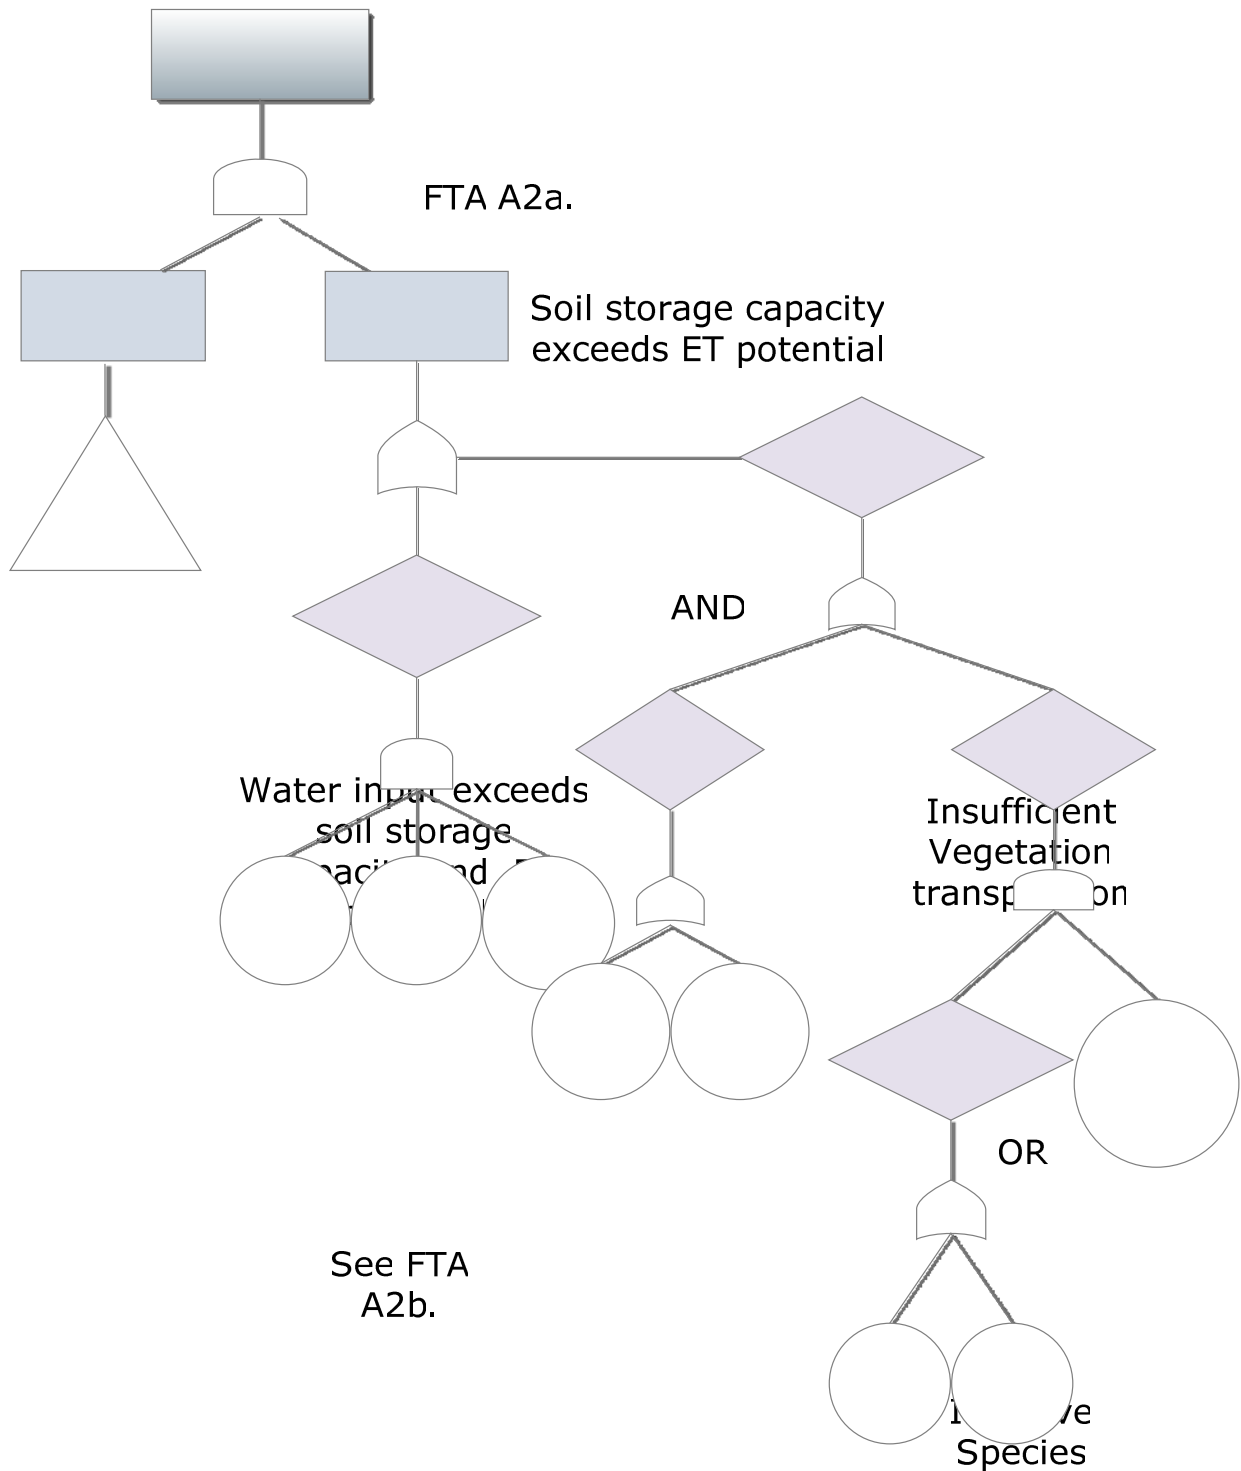 FTA A2a.
Soil storage capacity
exceeds ET potential
AND
Water input exceeds
soil storage
Insufficient
Vegetation
OR
See FTA
A2b.
Species